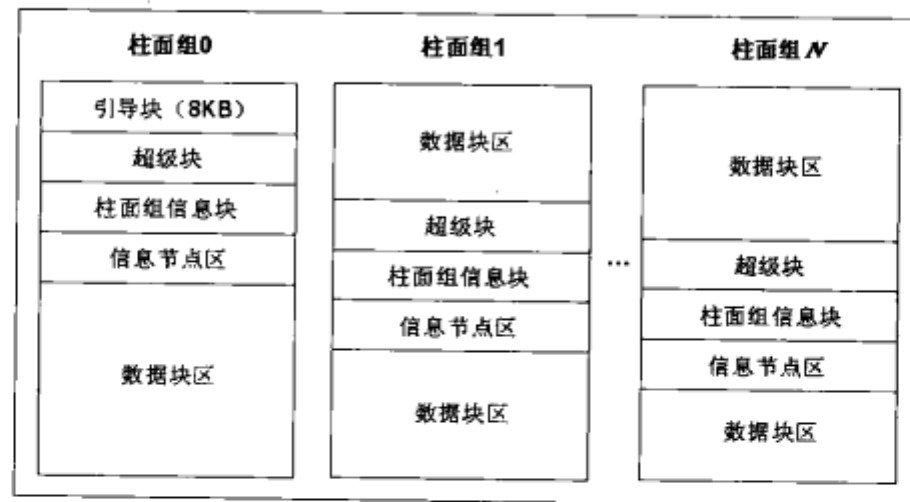 柱面组0
引导块（8KB）
超级块
柱面组信息块
信息节点区
数据块区
柱面组1
数据块区
超级块
柱面组信息块
信息节点区
数据块区
...
柱面组N
数据块区
超级块
柱面组信息块
信息节点区
数据块区